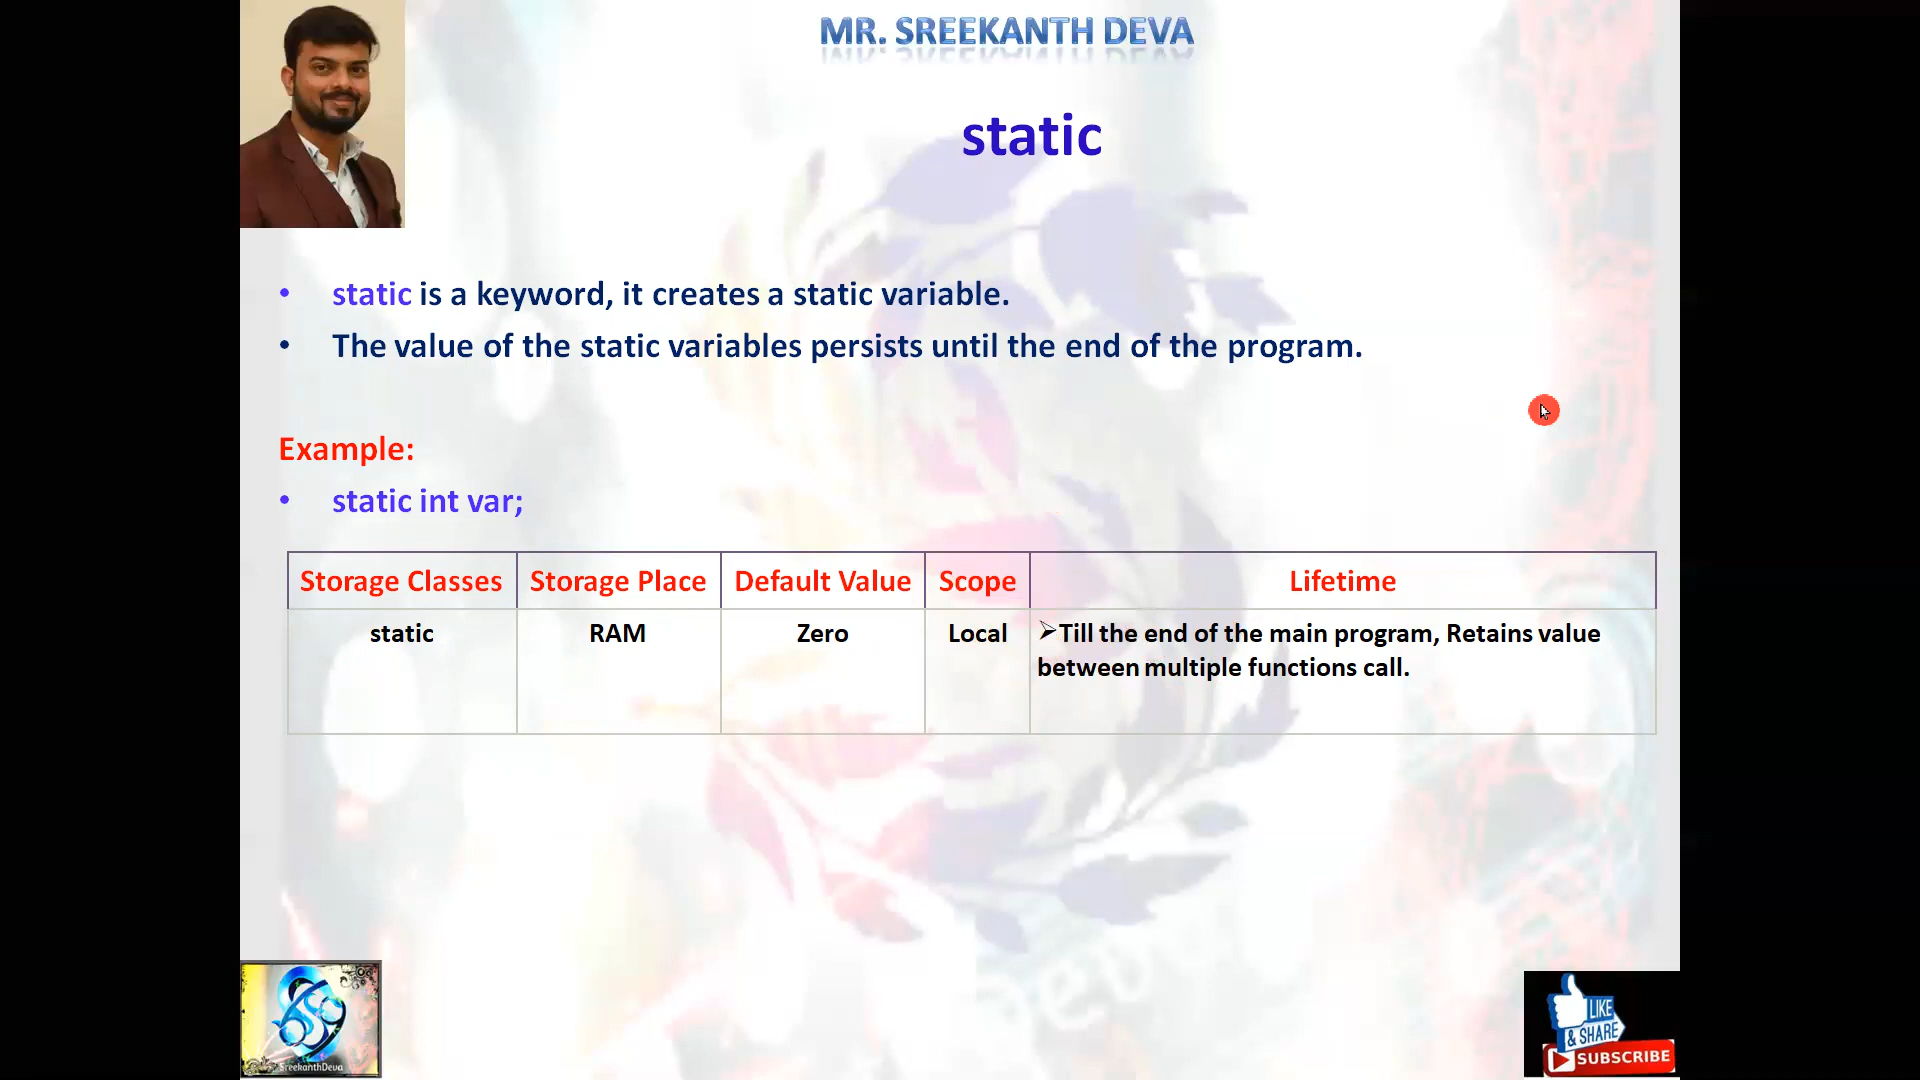 MR. SREEKANTH DEVA
static
• static is a keyword, it creates a static variable.
• The value of the static variables persists until the end of the program.
Example:
• static int var;
Storage Classes Storage Place Default Value Scope Lifetime
static RAM Zero Local ➢Till the end of the main program, Retains value
between multiple functions call.
Deva
SreekanthDeva
LIKE
& SHARE
SUBSCRIBE